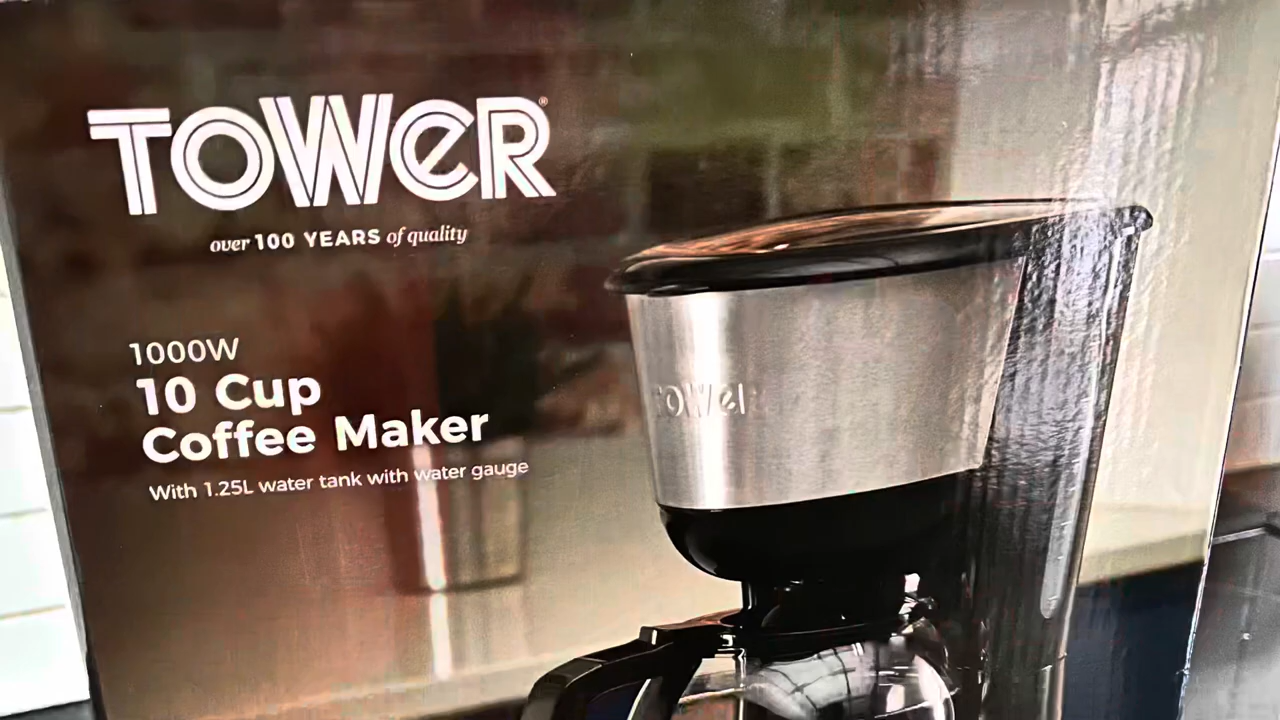 TOWER®
over 100 YEARS of quality
1000W
10 Cup
Coffee Maker
With 1.25L water tank with water gauge
TOWER